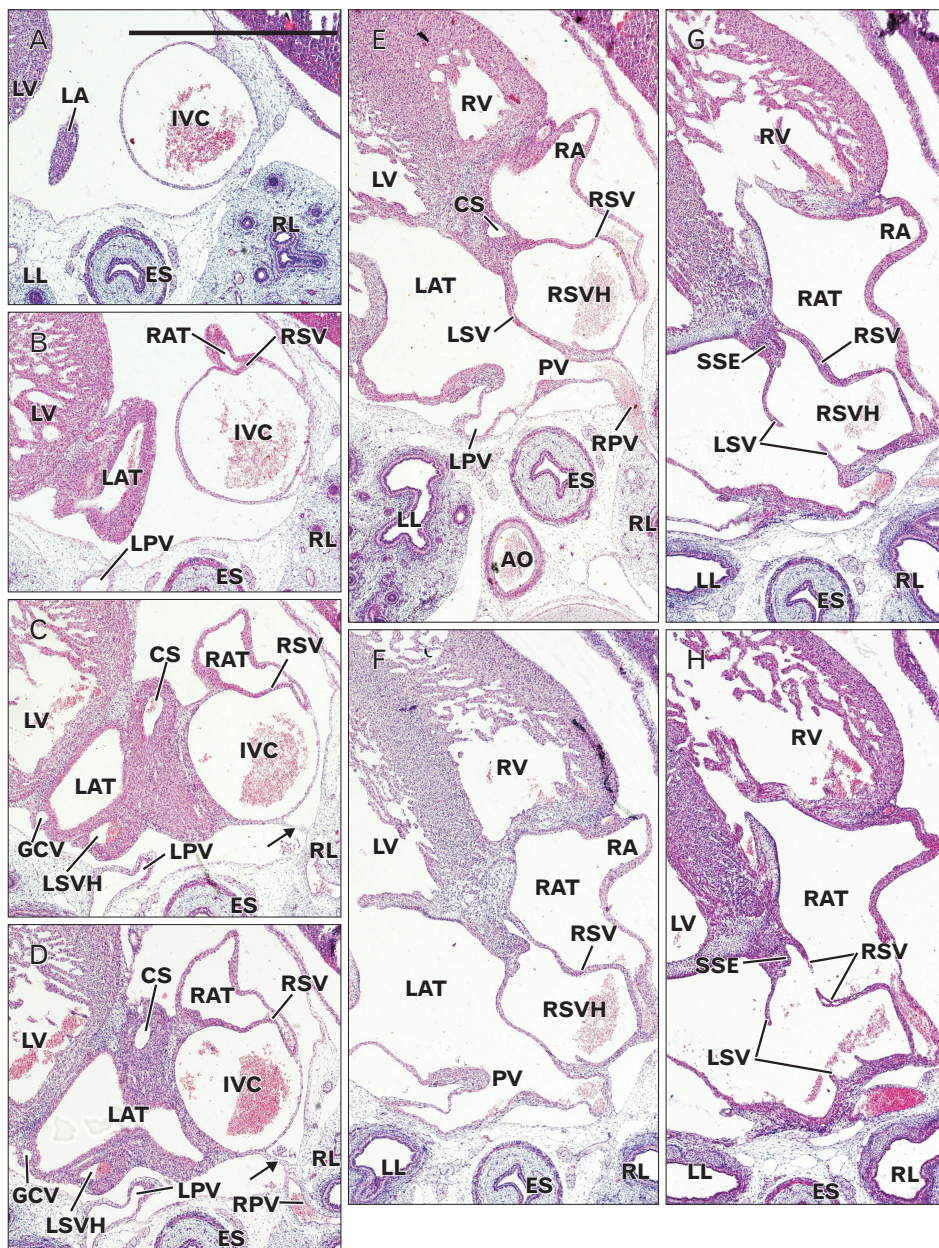 A
LV
LA
IVC
RL
LL
ES
B
RAT
RSV
LV
IVC
LAT
LPV
RL
ES
C
CS
RAT
RSV
LV
IVC
LAT
GCV
LPV
RL
LSVH
ES
D
CS
RAT
RSV
LV
IVC
LAT
RL
GCV
LPV
LSVH
RPV
ES
E
RV
RA
LV
CS
RSV
LAT
RSVH
LSV
PV
LPV
RPV
ES
LL
RL
AO
F
RV
LV
RA
RAT
RSV
LAT
RSVH
PV
LL
RL
ES
G
RV
RA
RAT
RSV
SSE
RSVH
LSV
LL
RL
ES
H
RV
RAT
LV
RSV
SSE
LSV
LL
RL
ES